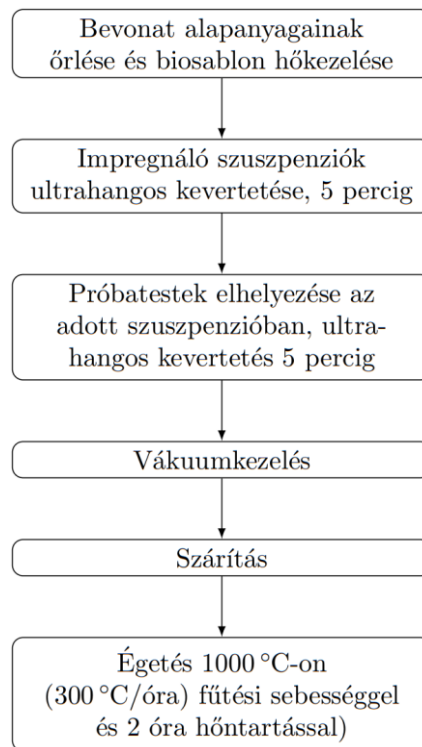 Bevonat alapanyagainak
őrlése és biosablon hőkezelése
Impregnáló szuszpenziók
ultrahangos kevertetése, 5 percig
Próbatestek elhelyezése az
adott szuszpenzióban, ultra-
hangos kevertetés 5 percig
Vákuumkezelés
Szárítás
Égetés 1000 °C-on
(300 °C/óra) fűtési sebességgel
és 2 óra hőntartással)